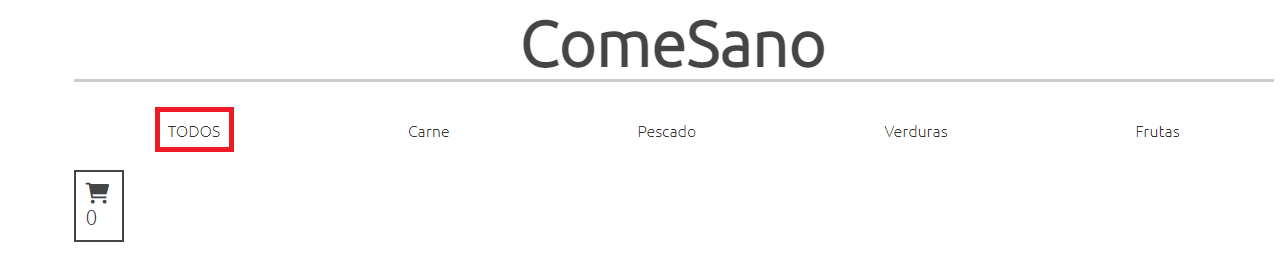 ComeSano
TODOS Carne Pescado Verduras Frutas
0